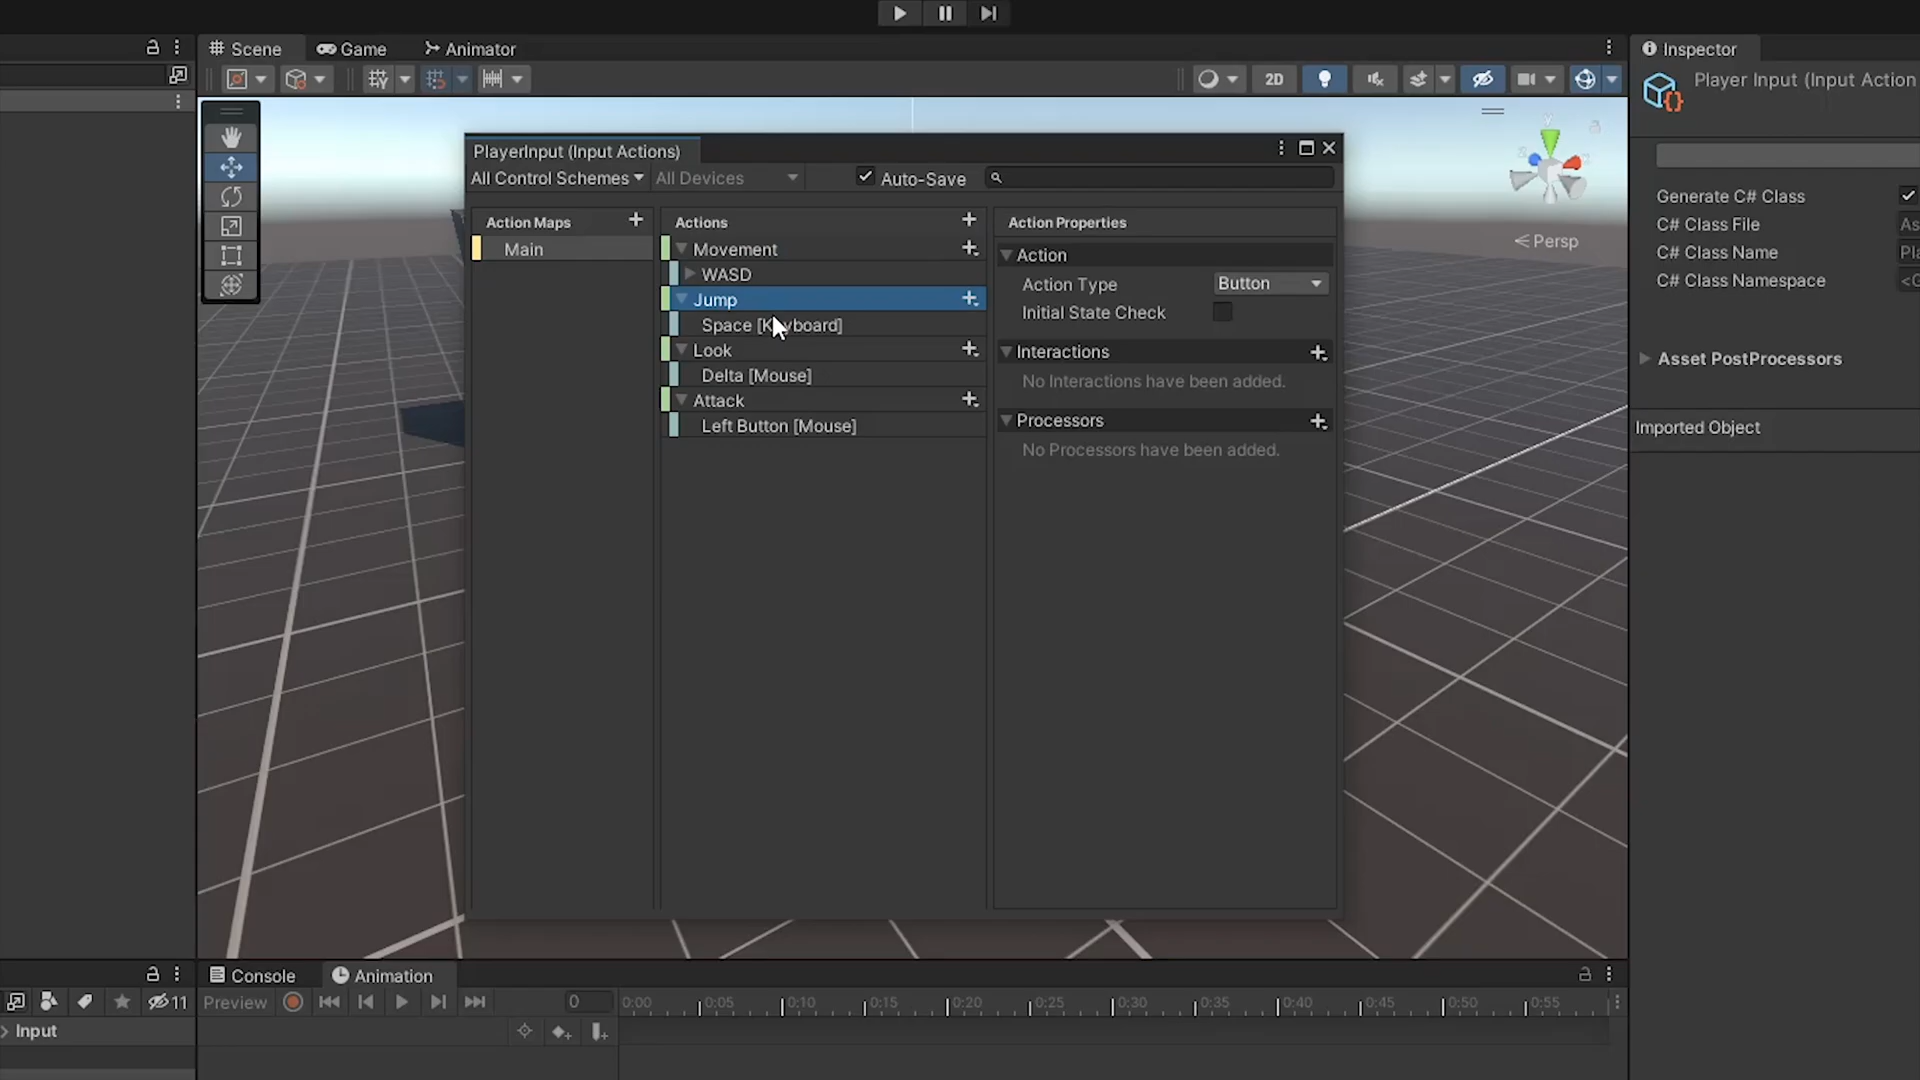 Scene
Game
Animator
Inspector
2D
Player Input (Input Action
PlayerInput (Input Actions)
All Control Schemes
All Devices
Auto-Save
Action Maps
Actions
Action Properties
Main
Movement
WASD
Jump
Space [Keyboard]
Look
Delta [Mouse]
Attack
Left Button [Mouse]
Action
Action Type
Button
Initial State Check
Interactions
No Interactions have been added.
Processors
No Processors have been added.
y
Persp
Generate C# Class
C# Class File
As
C# Class Name
Pla
C# Class Namespace
<G
Asset PostProcessors
Imported Object
Console
Animation
11
Preview
0
0:00
0:05
0:10
0:15
0:20
0:25
0:30
0:35
0:40
0:45
0:50
0:55
Input